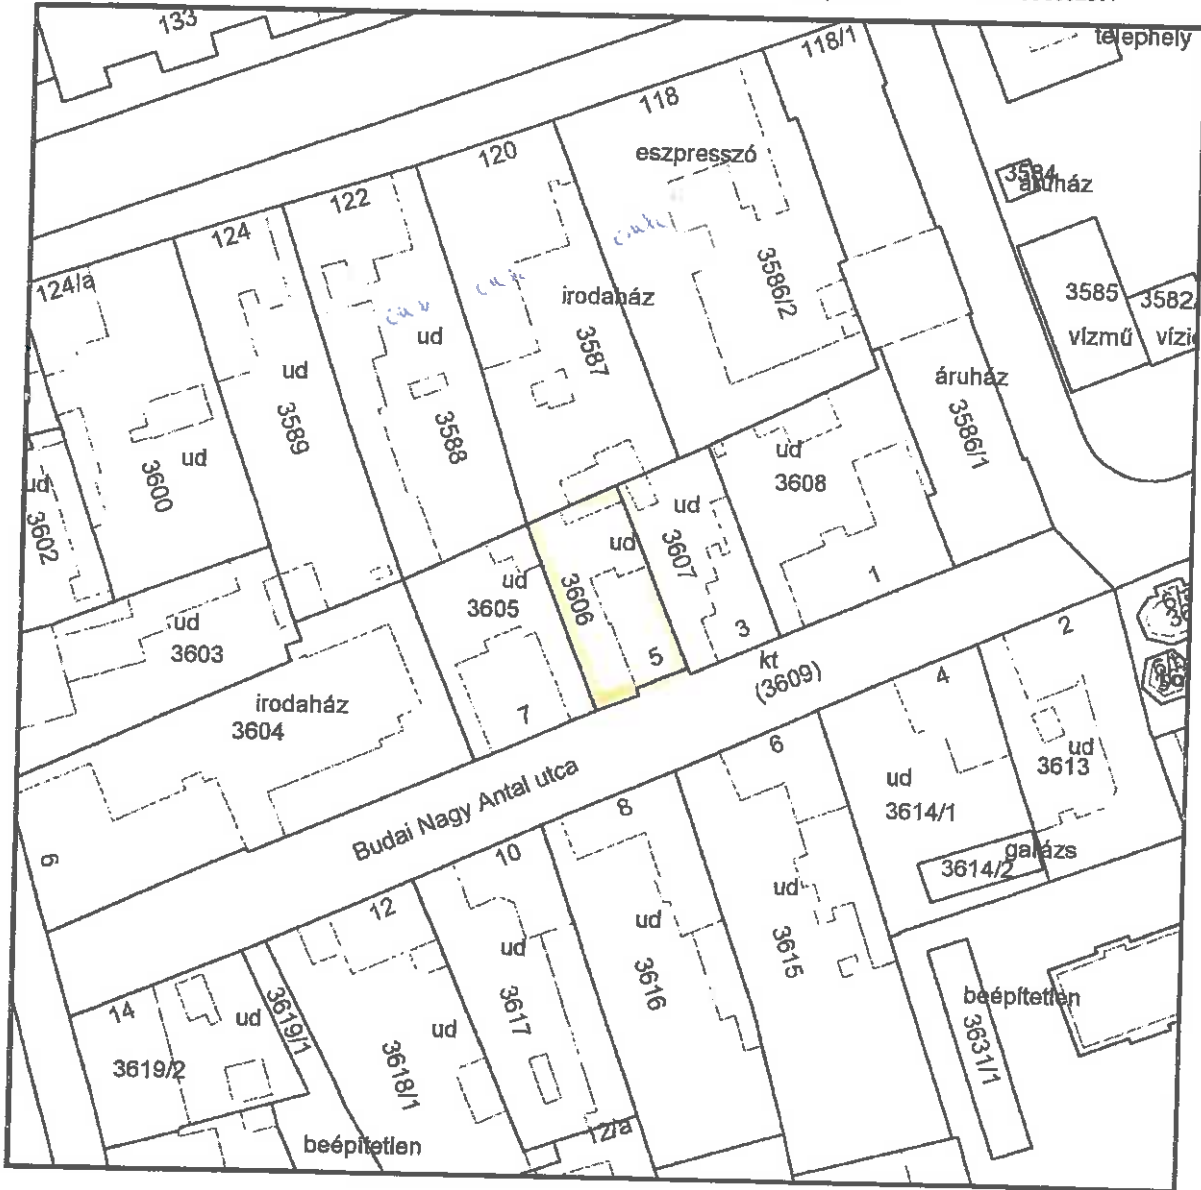 133
118/1
telephely
118
120
eszpresszó
3584
áruház
122
124
124/a
3586/2
3585
3582/
vízmű
irodaház
3587
ud
ud
3589
3588
áruház
3586/1
ud
3600
ud
3608
ud
3602
ud
3607
ud
3606
ud
3605
1
ud
3603
3
5
kt
(3609)
2
4
irodaház
3604
7
6
ud
3613
Budai Nagy Antal utca
ud
3614/1
8
galázs
3614/2
10
6
12
ud
ud
3615
ud
3616
14
ud
3619/1
3617
ud
3618/1
beépítetlen
3631/1
3619/2
beépítetlen
12/a